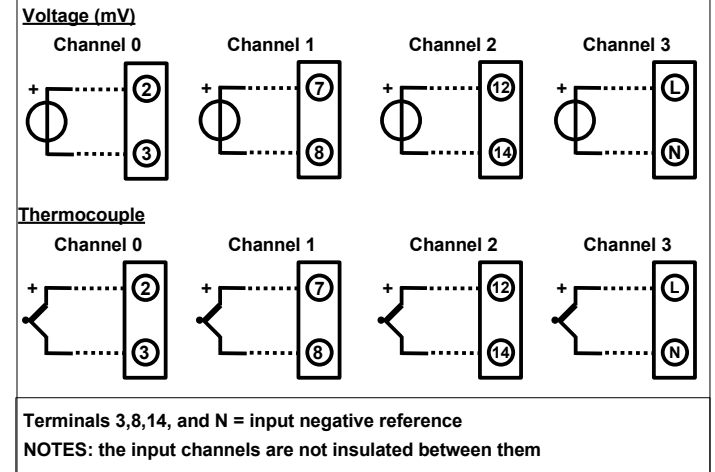 Voltage (mV)
Channel 0 Channel 1 Channel 2 Channel 3
+ 2 + 7 + 12 + L
3 8 14 N
Thermocouple
Channel 0 Channel 1 Channel 2 Channel 3
+ 2 + 7 + 12 + L
3 8 14 N
Terminals 3,8,14, and N = input negative reference
NOTES: the input channels are not insulated between them